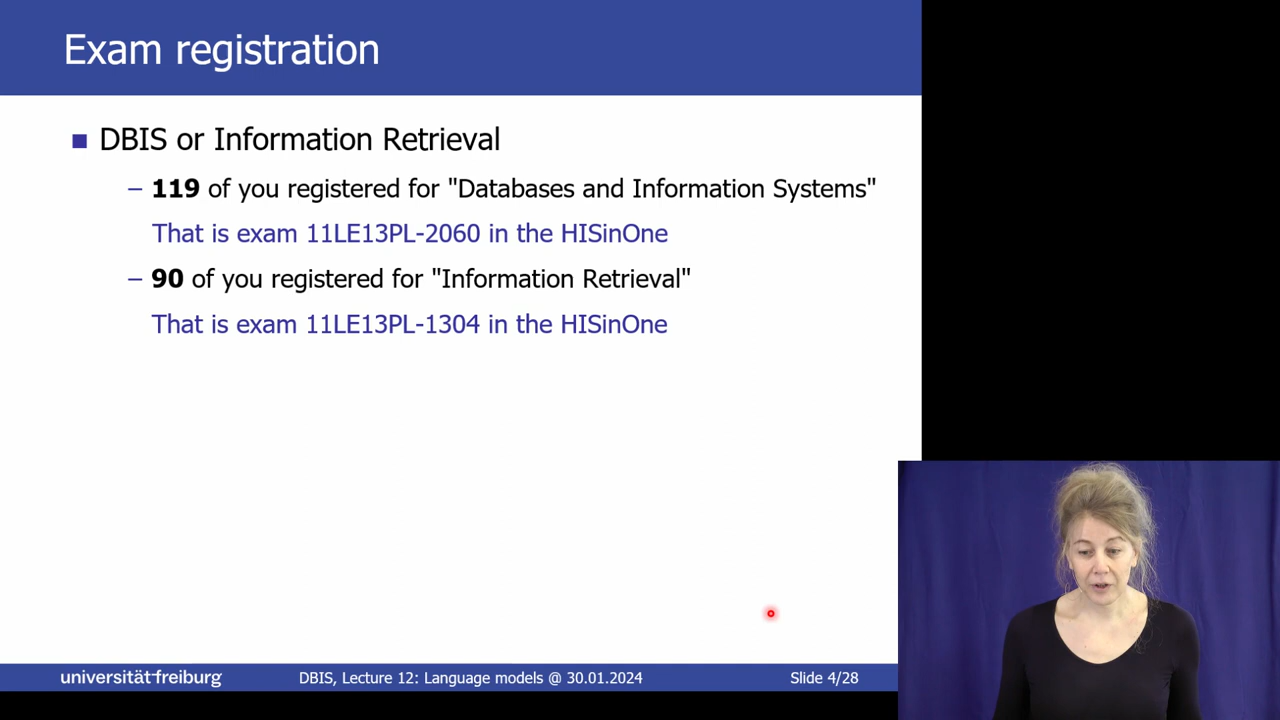 Exam registration
DBIS or Information Retrieval
– 119 of you registered for "Databases and Information Systems"
That is exam 11LE13PL-2060 in the HISinOne
– 90 of you registered for "Information Retrieval"
That is exam 11LE13PL-1304 in the HISinOne
universität freiburg
DBIS, Lecture 12: Language models @ 30.01.2024
Slide 4/28